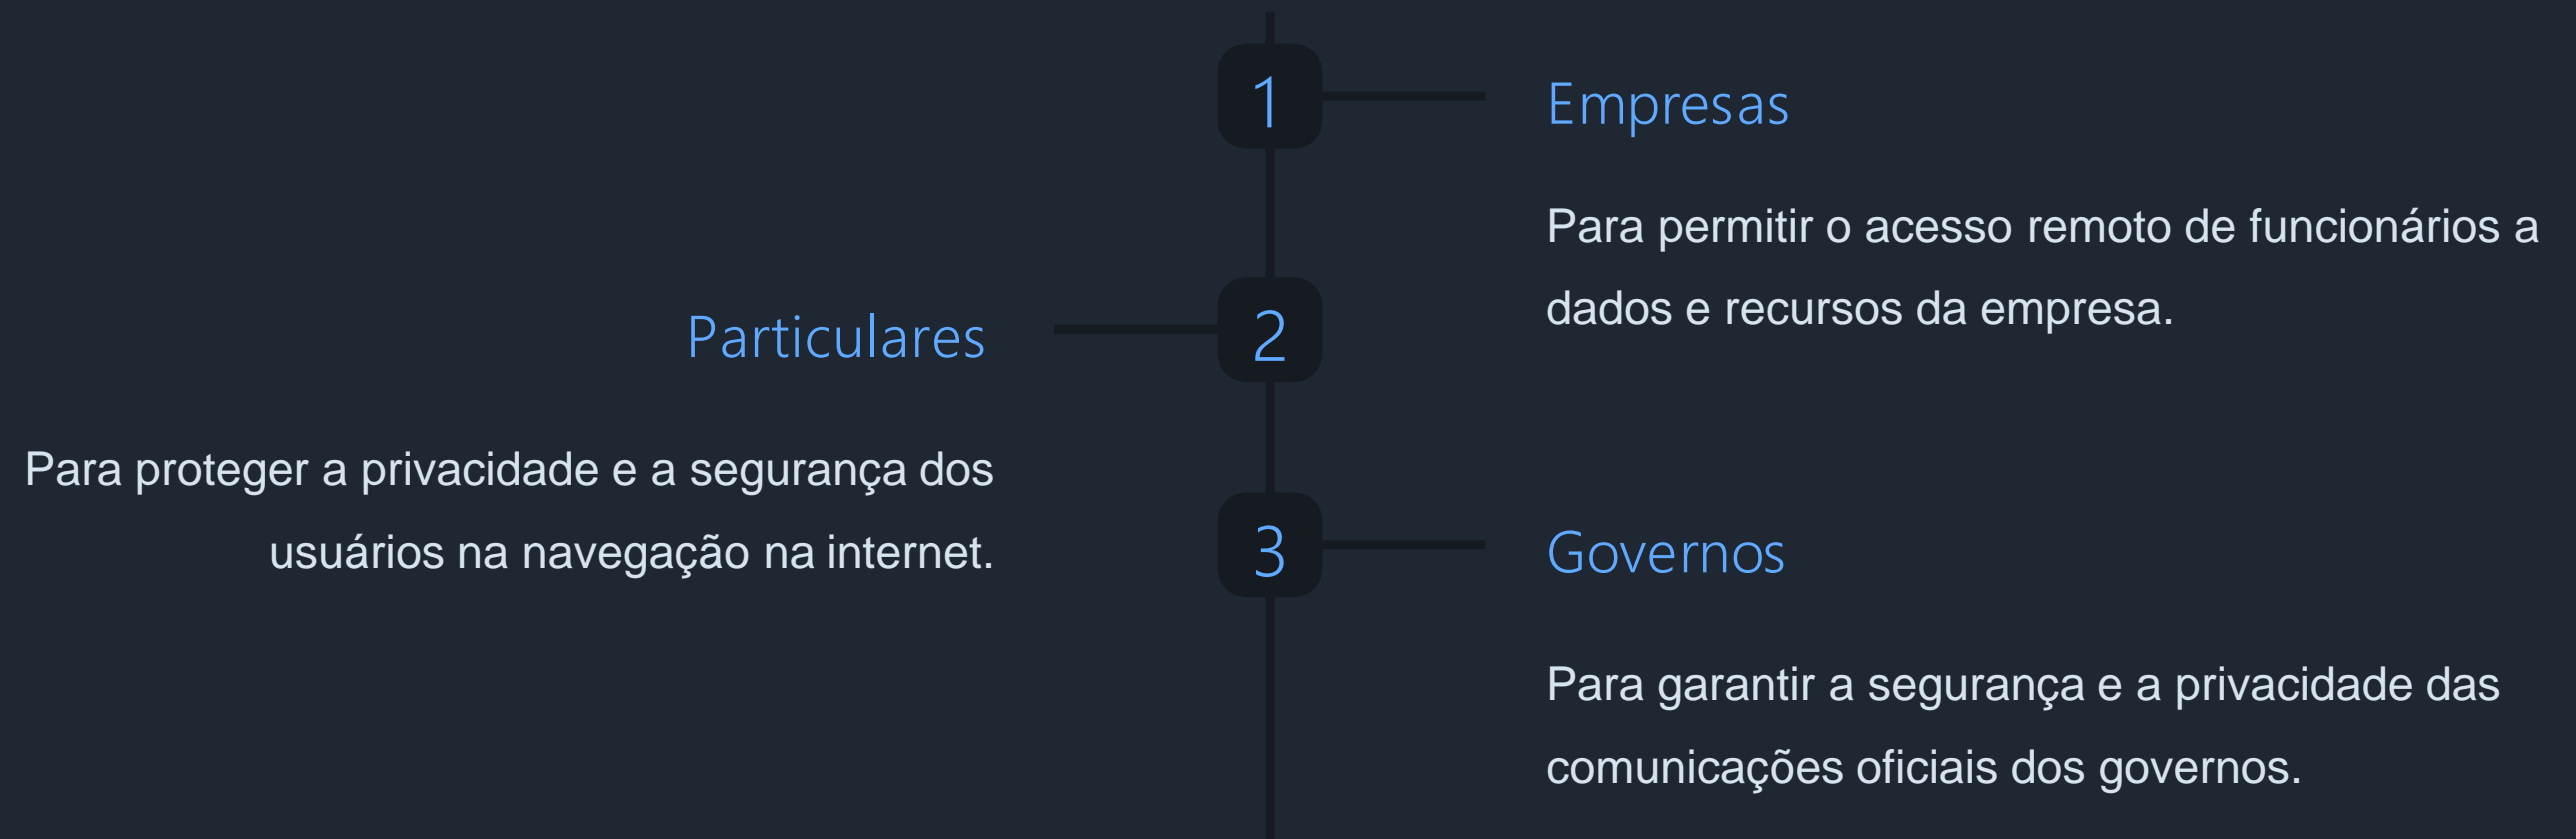 1
Empresas
Para permitir o acesso remoto de funcionários a
dados e recursos da empresa.
2
Particulares
Para proteger a privacidade e a segurança dos
usuários na navegação na internet.
3
Governos
Para garantir a segurança e a privacidade das
comunicações oficiais dos governos.